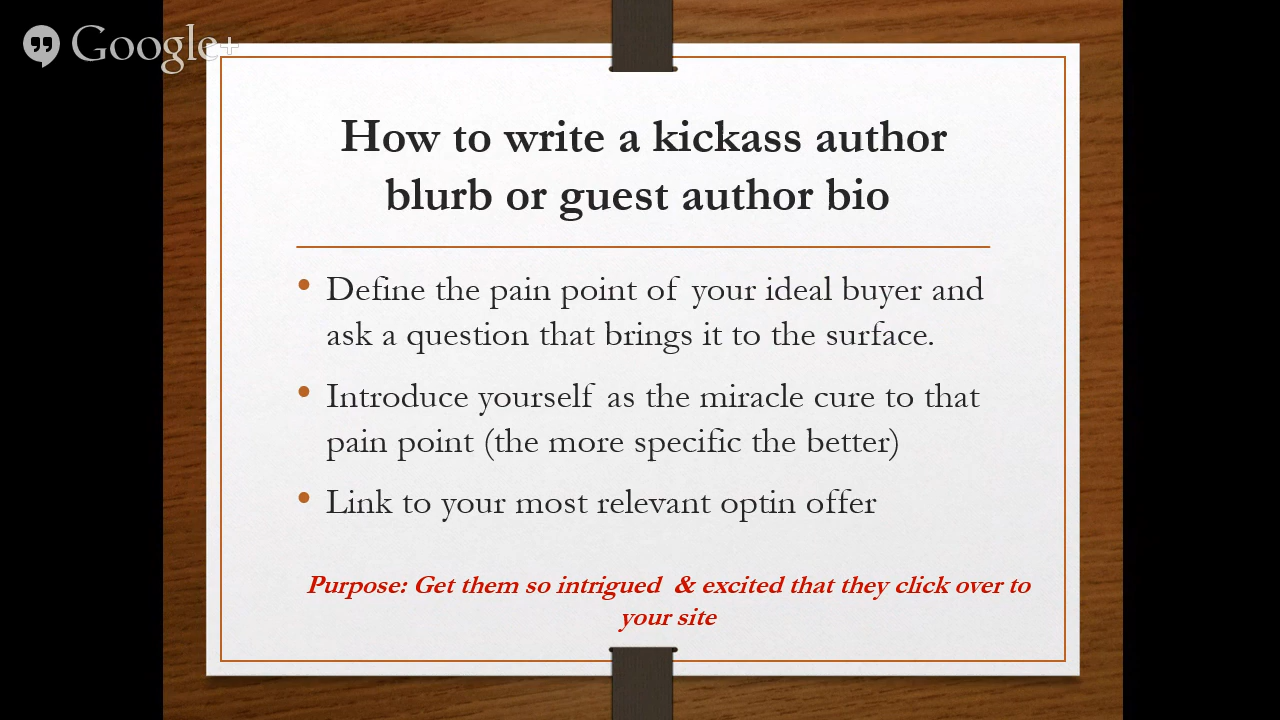 Google+
How to write a kickass author
blurb or guest author bio
• Define the pain point of your ideal buyer and
ask a question that brings it to the surface.
• Introduce yourself as the miracle cure to that
pain point (the more specific the better)
• Link to your most relevant optin offer
Purpose: Get them so intrigued & excited that they click over to
your site